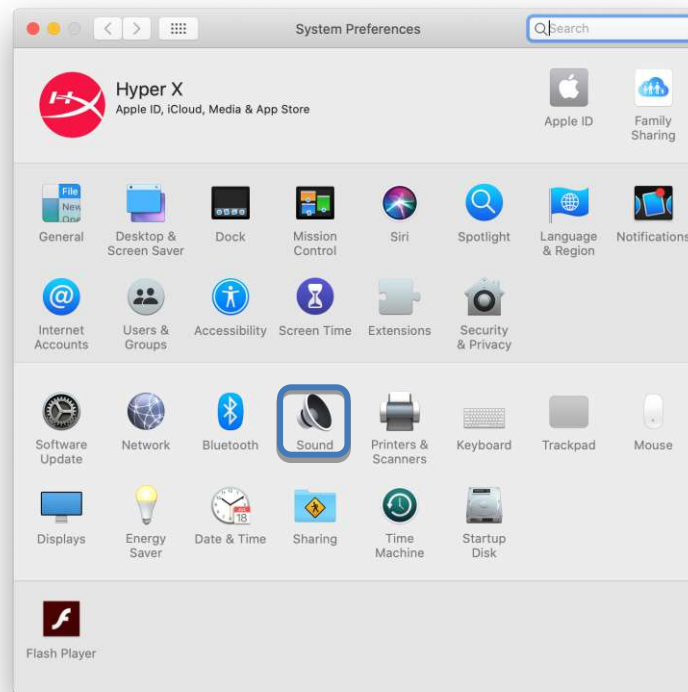 System Preferences
Search
Hyper X
Apple ID, iCloud, Media & App Store
Apple ID
Family
Sharing
File
New
One
General
Desktop &
Screen Saver
Dock
Mission
Control
Siri
Spotlight
Language
& Region
Notifications
Internet
Accounts
Users &
Groups
Accessibility
Screen Time
Extensions
Security
& Privacy
Software
Update
Network
Bluetooth
Sound
Printers &
Scanners
Keyboard
Trackpad
Mouse
Displays
Energy
Saver
18
Date & Time
Sharing
Time
Machine
Startup
Disk
Flash Player